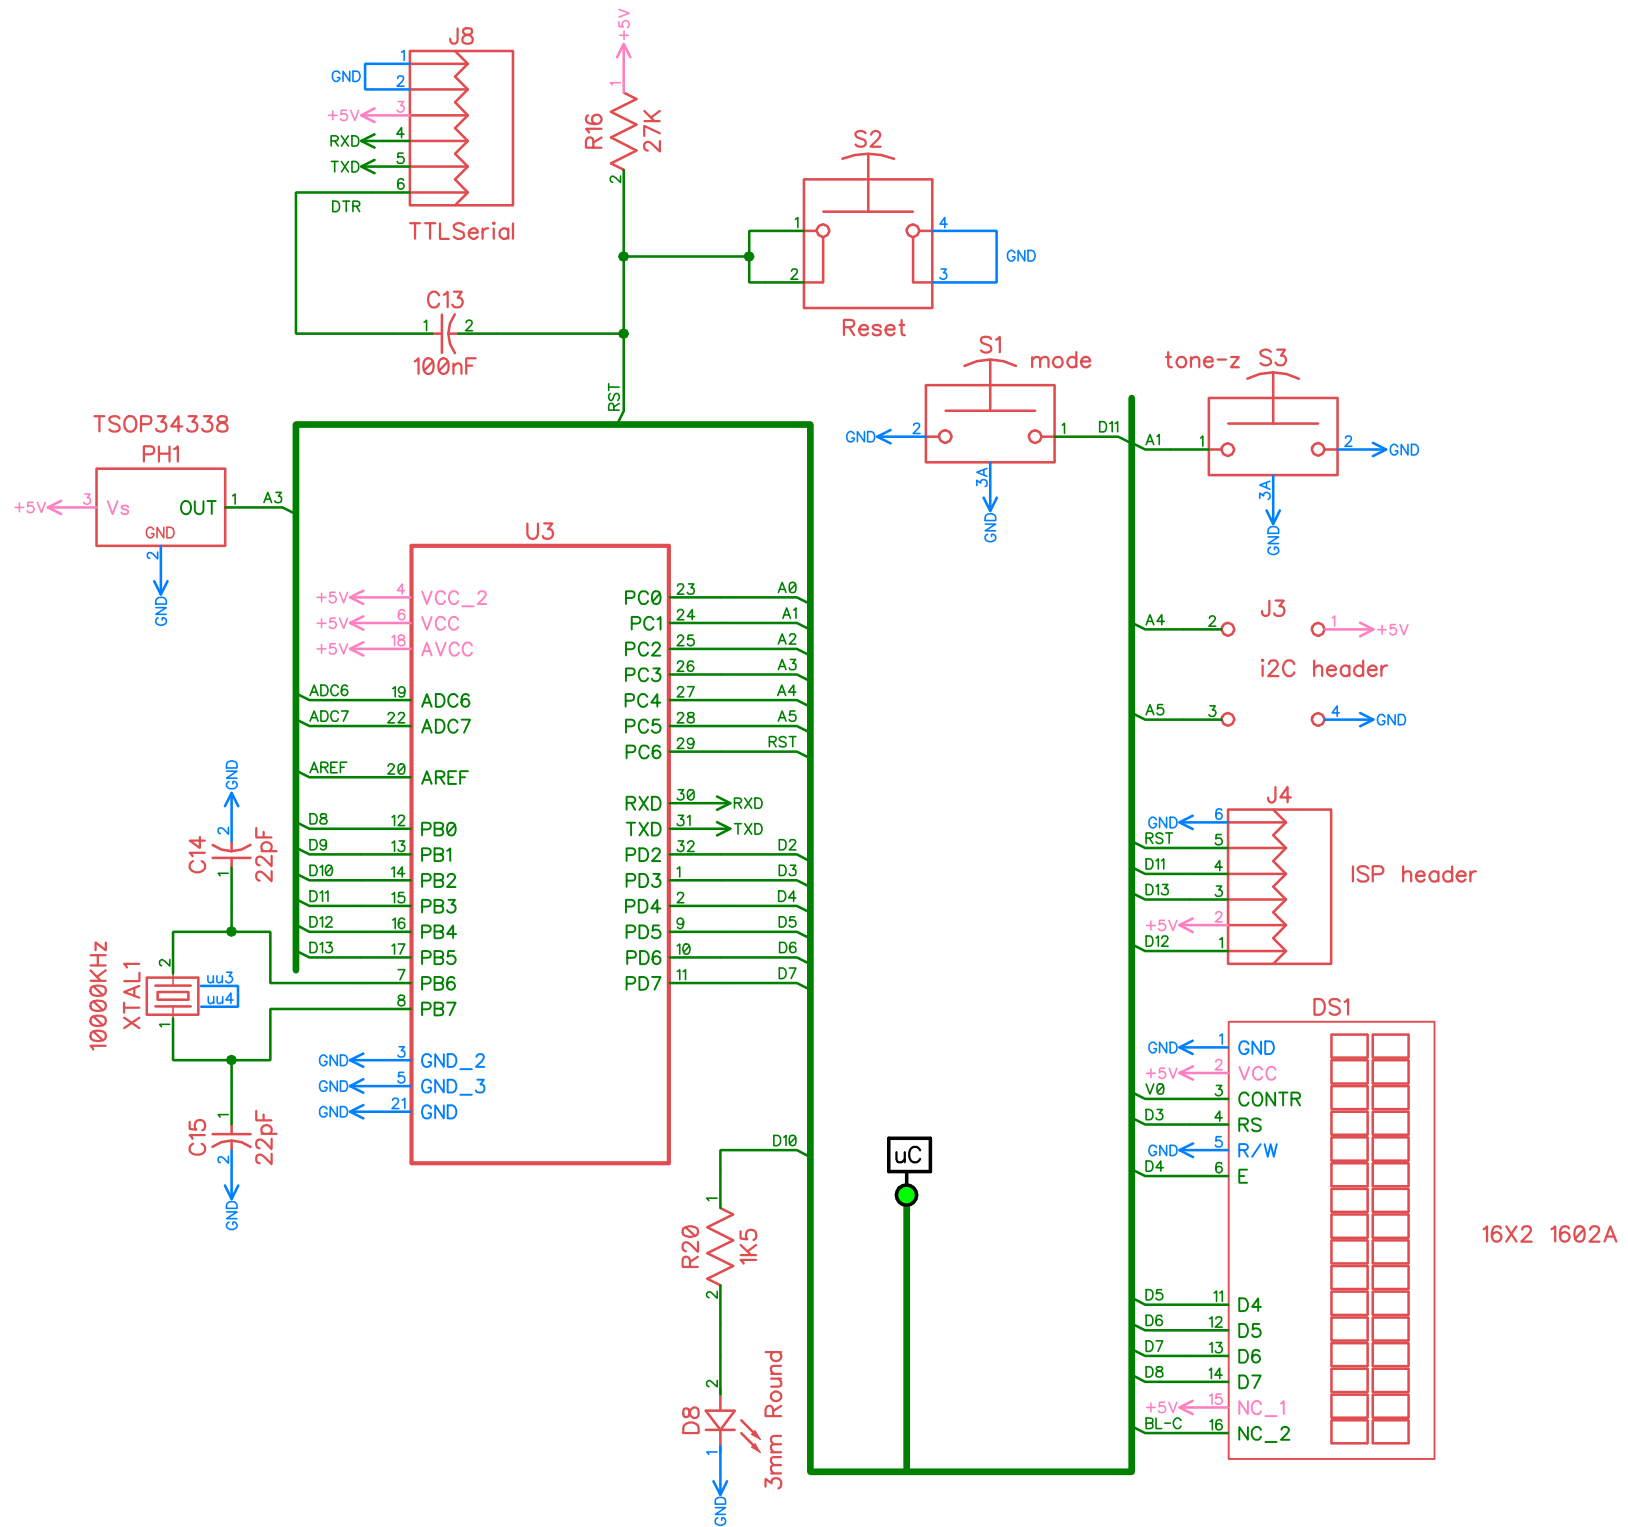 J8
1
GND
2
+5V
3
RXD
4
TXD
5
6
DTR
TTLSerial
+5V
1
R16
27K
2
S2
1
4
GND
2
3
Reset
C13
1
2
100nF
RST
S1
mode
GND
2
1
D11
3A
GND
tone-z
S3
A1
1
2
GND
3A
GND
TSOP34338
PH1
+5V
3
Vs
OUT
1
A3
GND
2
GND
U3
+5V
4
VCC_2
+5V
6
VCC
+5V
18
AVCC
ADC6
19
ADC6
ADC7
22
ADC7
AREF
20
AREF
D8
12
PB0
D9
13
PB1
D10
14
PB2
D11
15
PB3
D12
16
PB4
D13
17
PB5
7
PB6
8
PB7
GND
3
GND_2
GND
5
GND_3
GND
21
GND
PC0
23
A0
PC1
24
A1
PC2
25
A2
PC3
26
A3
PC4
27
A4
PC5
28
A5
PC6
29
RST
RXD
30
RXD
TXD
31
TXD
PD2
32
D2
PD3
1
D3
PD4
2
D4
PD5
9
D5
PD6
10
D6
PD7
11
D7
GND
2
C14
22pF
1
10000KHz
XTAL1
2
uu3
uu4
1
1
C15
22pF
2
GND
D10
1
R20
1K5
2
2
D8
3mm Round
1
GND
uC
J3
A4
2
1
+5V
i2C header
A5
3
4
GND
J4
GND
6
RST
5
D11
4
D13
3
+5V
2
D12
1
ISP header
DS1
GND
1
GND
+5V
2
VCC
V0
3
CONTR
D3
4
RS
GND
5
R/W
D4
6
E
16X2 1602A
D5
11
D4
D6
12
D5
D7
13
D6
D8
14
D7
+5V
15
NC_1
BL-C
16
NC_2